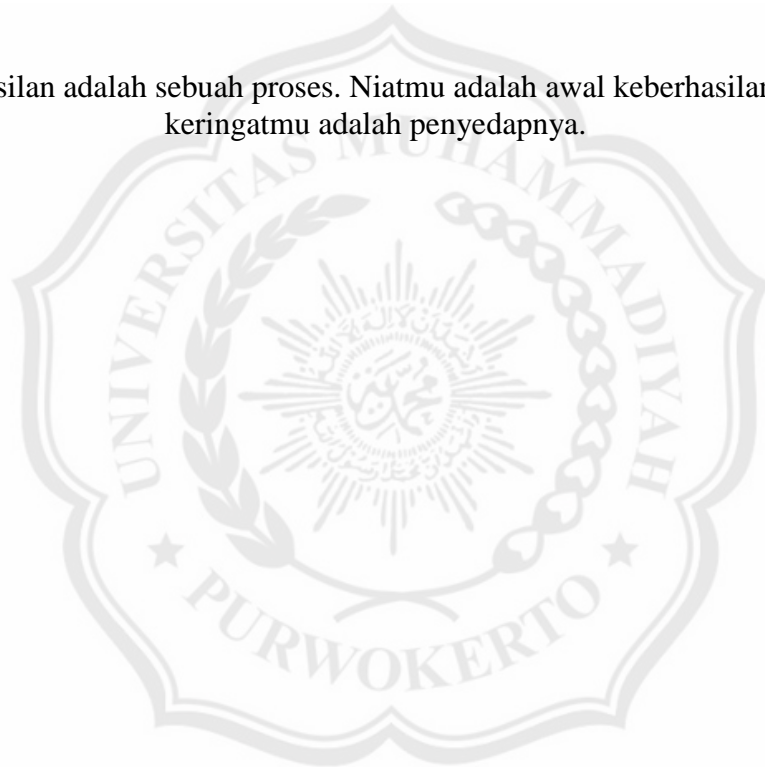 silan adalah sebuah proses. Niatmu adalah awal keberhasilan
keringatmu adalah penyedapnya.
UNIVERSITAS MUHAMMADIYAH
PURWOKERTO